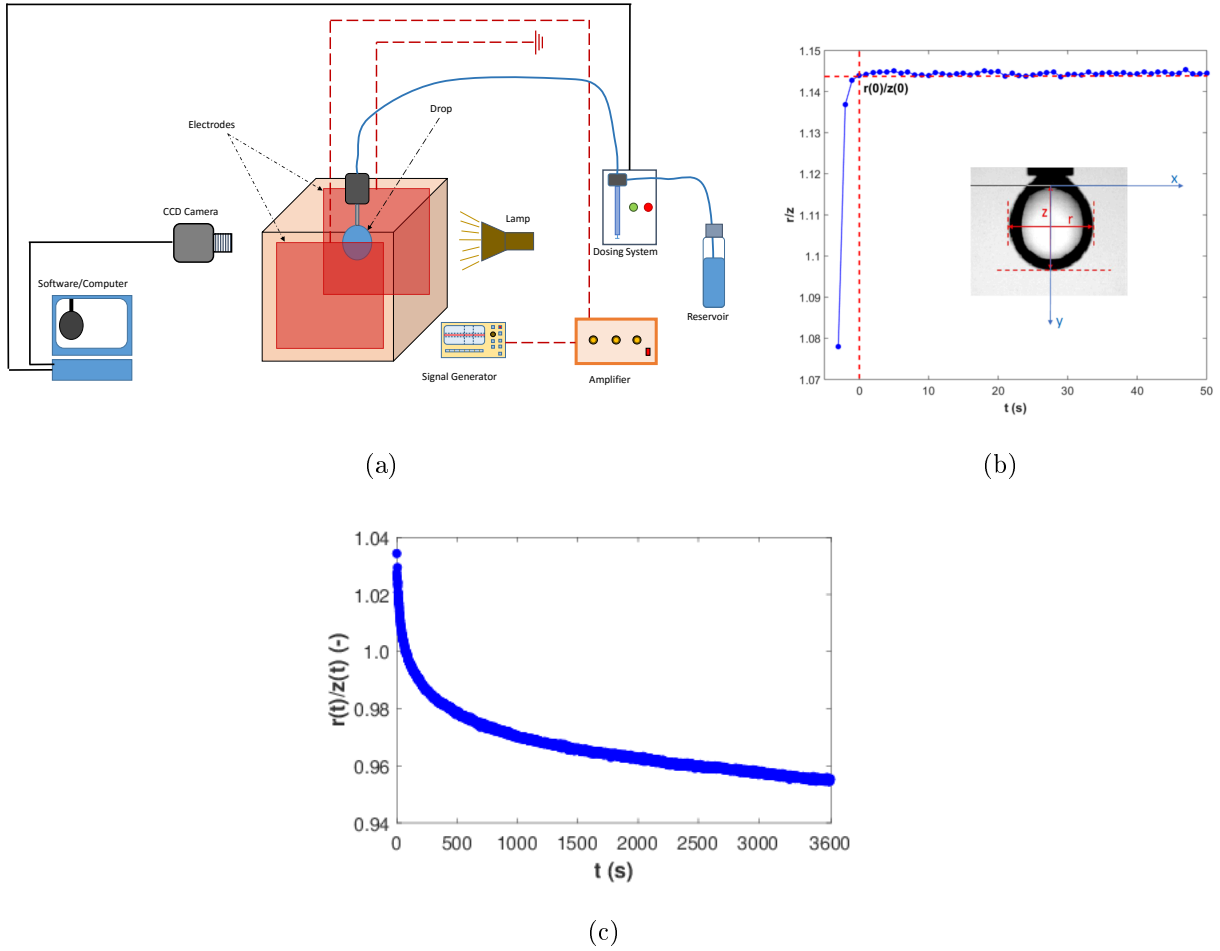 Electrodes
Drop
CCD Camera
Lamp
Dosing System
Software/Computer
Reservoir
Signal Generator
Amplifier
(a)
1.15
1.14
1.13
1.12
1.11
1.1
1.09
1.08
1.07
r/z
r(0)/z(0)
x
z
r
y
0
10
20
30
40
50
t (s)
(b)
1.04
1.02
1.0
0.98
0.96
0.94
r(t)/z(t) (-)
0
500
1000
1500
2000
2500
3000
3600
t (s)
(c)